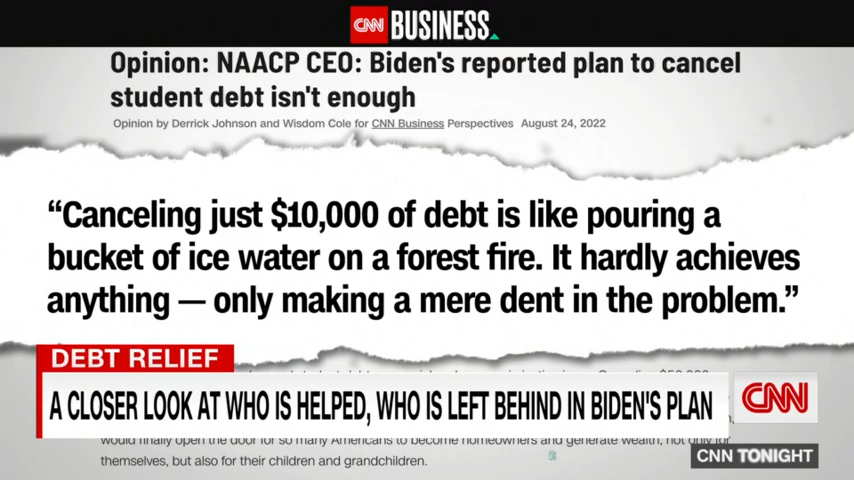 CNN BUSINESS
Opinion: NAACP CEO: Biden's reported plan to cancel
student debt isn't enough
Opinion by Derrick Johnson and Wisdom Cole for CNN Business Perspectives August 24, 2022
“Canceling just $10,000 of debt is like pouring a
bucket of ice water on a forest fire. It hardly achieves
anything — only making a mere dent in the problem.”
DEBT RELIEF
A CLOSER LOOK AT WHO IS HELPED, WHO IS LEFT BEHIND IN BIDEN'S PLAN
CNN
would finally open the door for so many Americans to become homeowners and generate wealth, not only for
themselves, but also for their children and grandchildren.
CNN TONIGHT